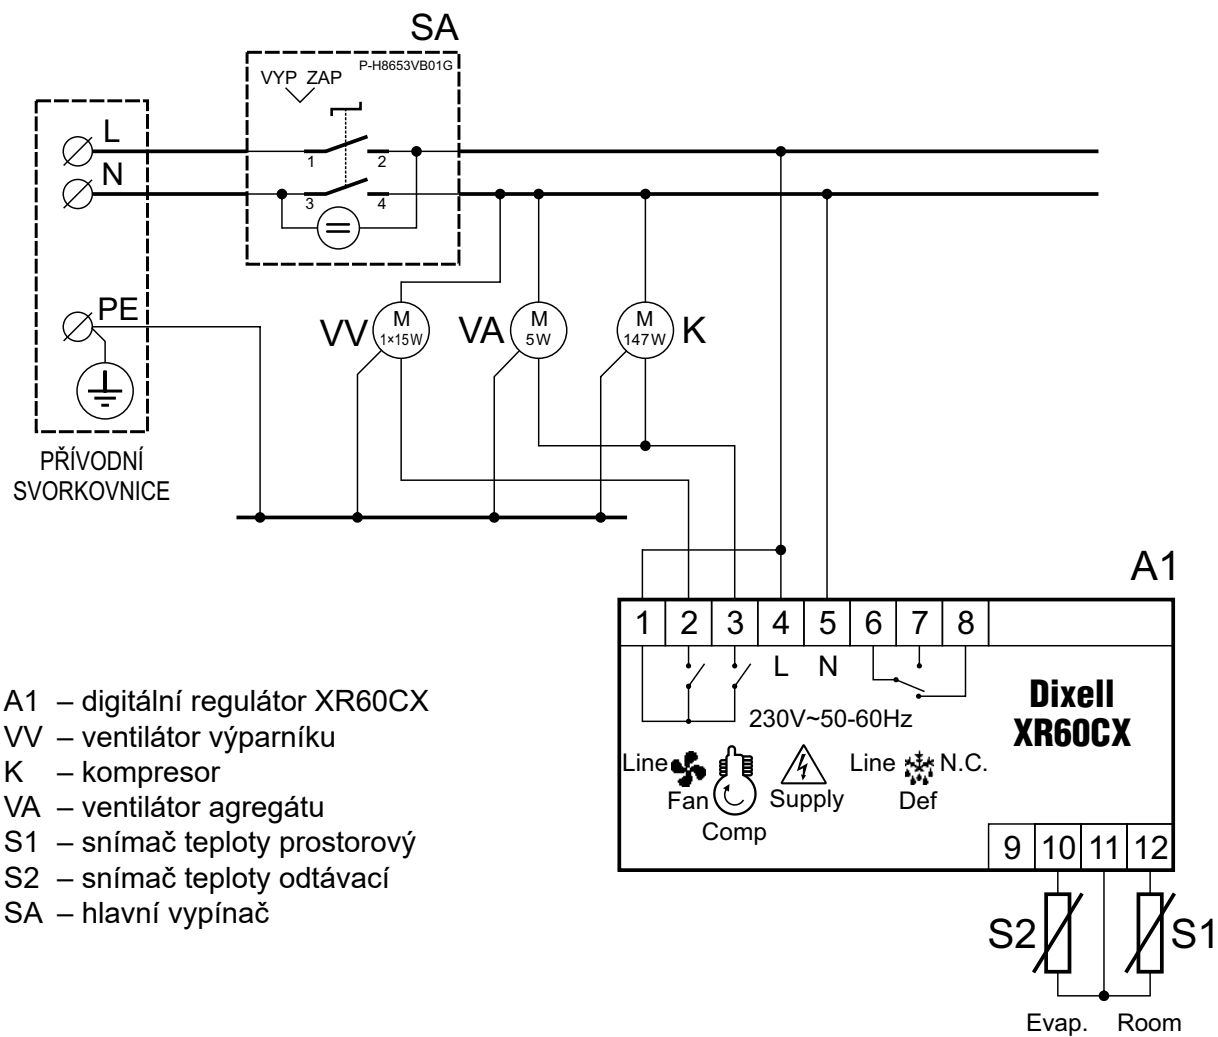 SA
P-H8653VB01G
VYP ZAP
L
1
2
N
3
4
PE
VV
M
1×15W
VA
M
5W
M
147W
K
PŘÍVODNÍ
SVORKOVNICE
A1
1 2 3 4 5 6 7 8
L N
230V~50-60Hz
Dixell
XR60CX
Line
Fan
Comp
Supply
Line
N.C.
Def
9 10 11 12
A1 – digitální regulátor XR60CX
VV – ventilátor výparníku
K – kompresor
VA – ventilátor agregátu
S1 – snímač teploty prostorový
S2 – snímač teploty odtávací
SA – hlavní vypínač
S2
S1
Evap. Room